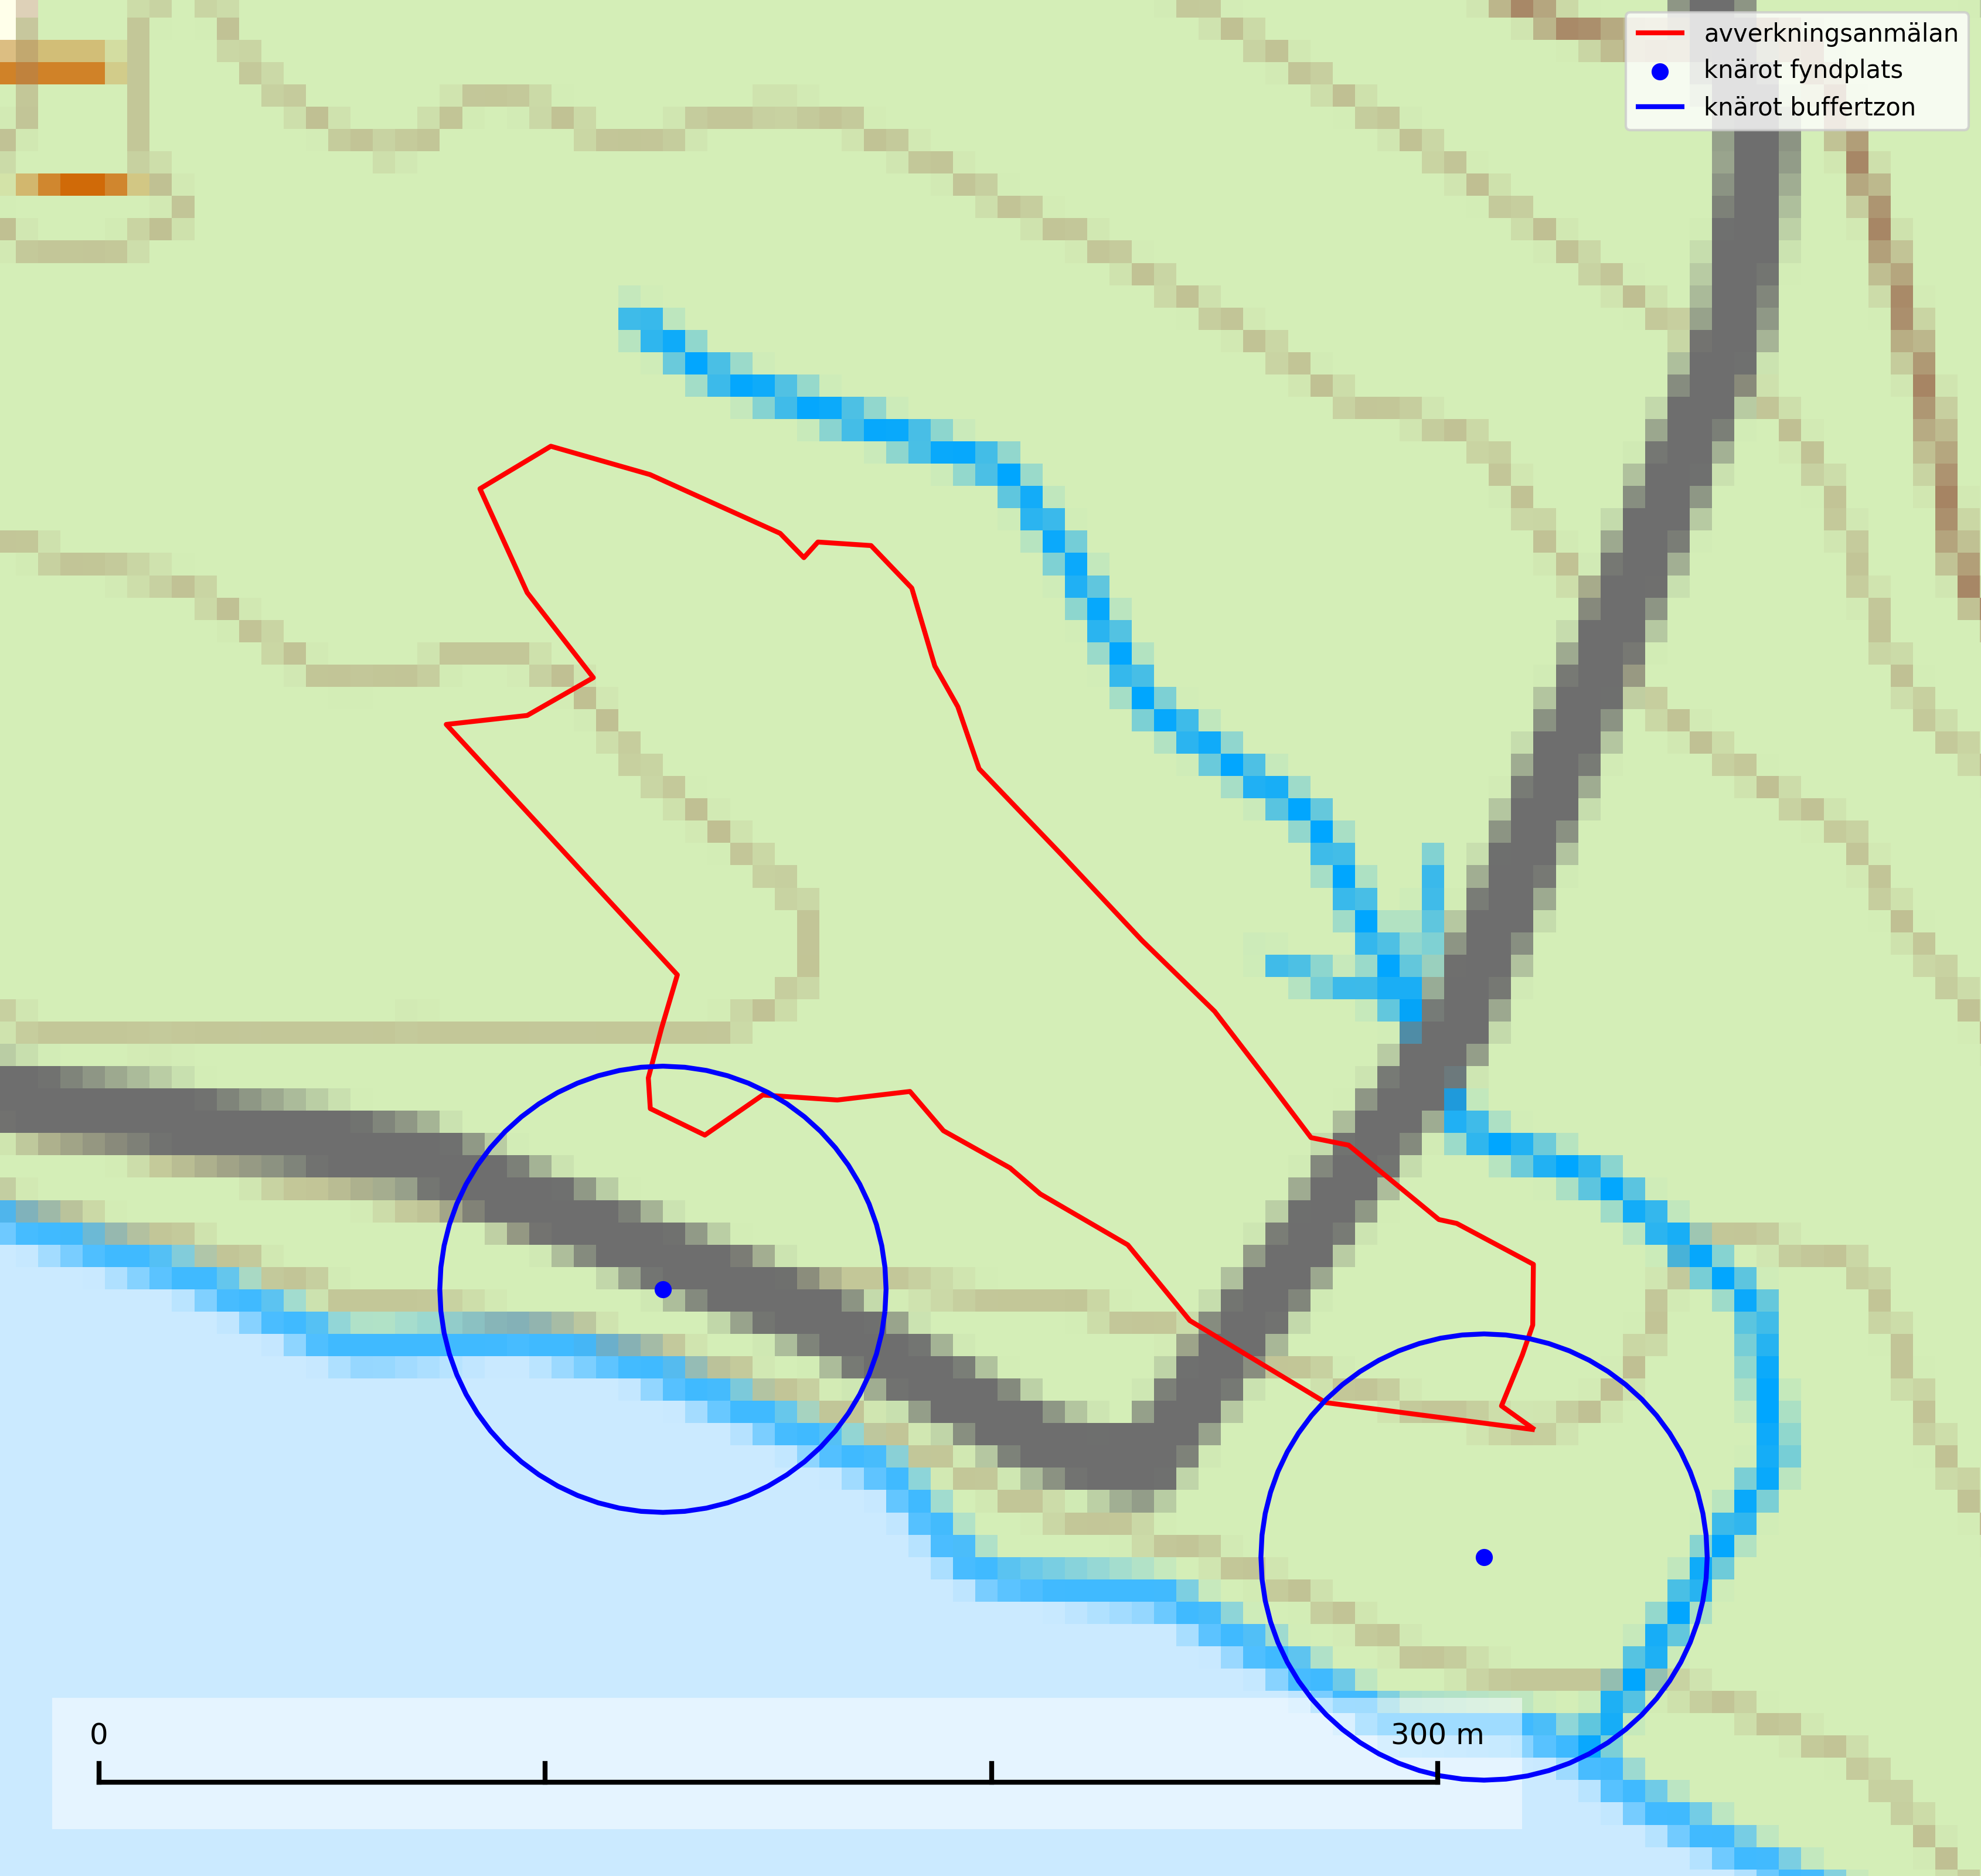 avverkningsanmälan
knärot fyndplats
knärot buffertzon
0
300 m